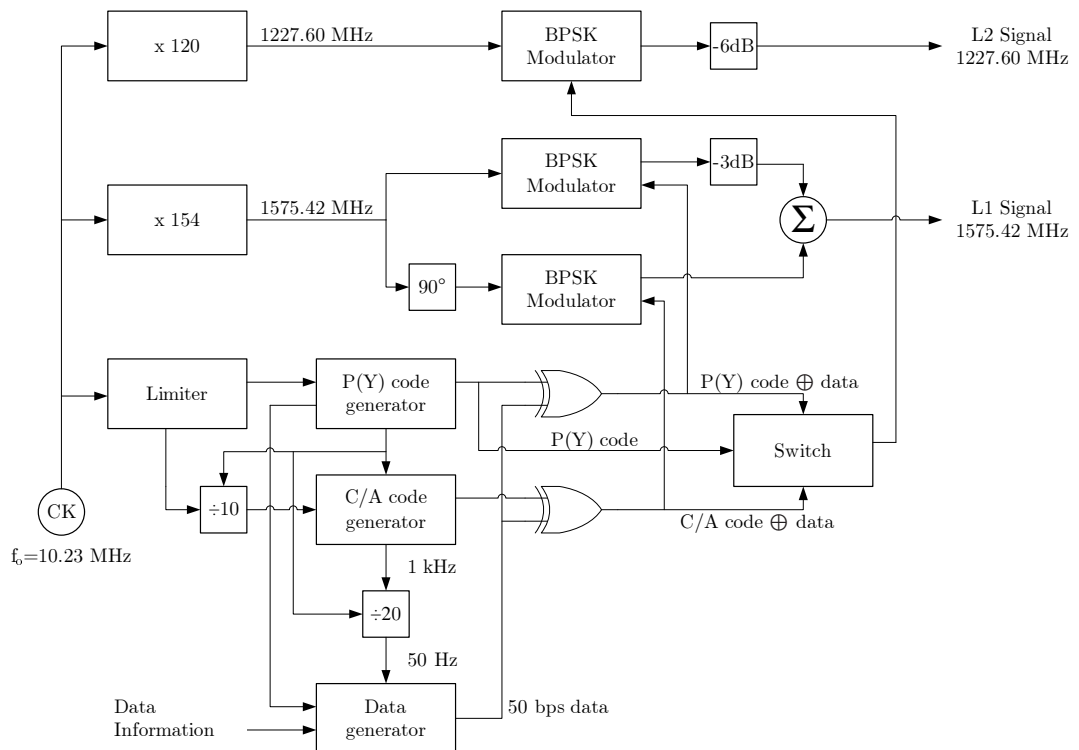 x 120
1227.60 MHz
BPSK
Modulator
-6dB
L2 Signal
1227.60 MHz
x 154
1575.42 MHz
BPSK
Modulator
-3dB
Σ
L1 Signal
1575.42 MHz
90°
BPSK
Modulator
Limiter
P(Y) code
generator
P(Y) code ⊕ data
P(Y) code
Switch
CK
fo=10.23 MHz
÷10
C/A code
generator
C/A code ⊕ data
1 kHz
÷20
50 Hz
Data
Information
Data
generator
50 bps data